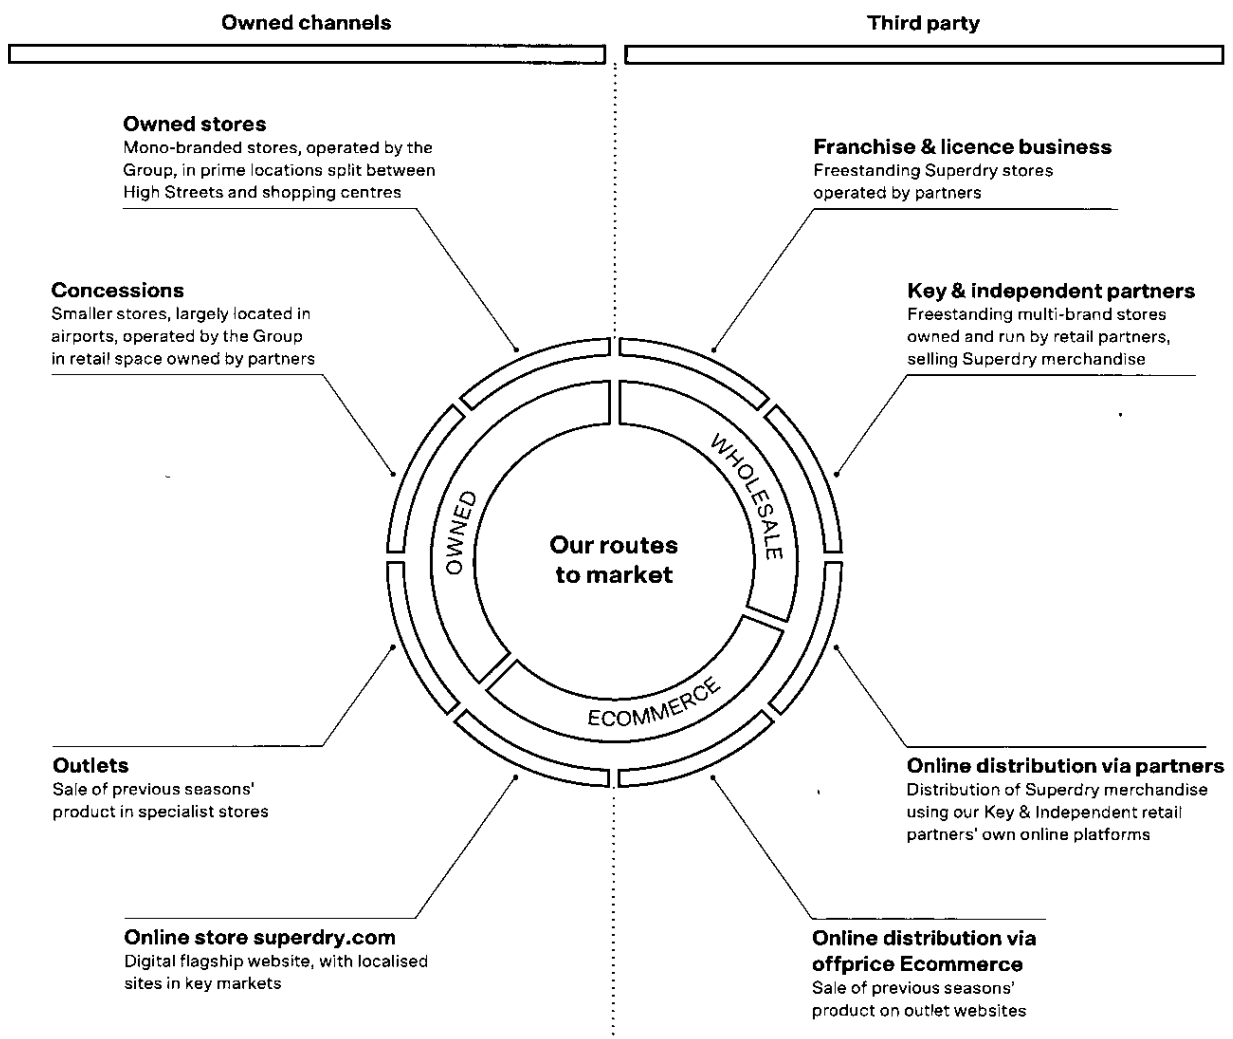 Owned channels
Third party
Owned stores
Mono-branded stores, operated by the
Group, in prime locations split between
High Streets and shopping centres
Franchise & licence business
Freestanding Superdry stores
operated by partners
Concessions
Smaller stores, largely located in
airports, operated by the Group
in retail space owned by partners
Key & independent partners
Freestanding multi-brand stores
owned and run by retail partners,
selling Superdry merchandise
OWNED
WHOLESALE
ECOMMERCE
Our routes
to market
Outlets
Sale of previous seasons'
product in specialist stores
Online distribution via partners
Distribution of Superdry merchandise
using our Key & Independent retail
partners' own online platforms
Online store superdry.com
Digital flagship website, with localised
sites in key markets
Online distribution via
offprice Ecommerce
Sale of previous seasons'
product on outlet websites